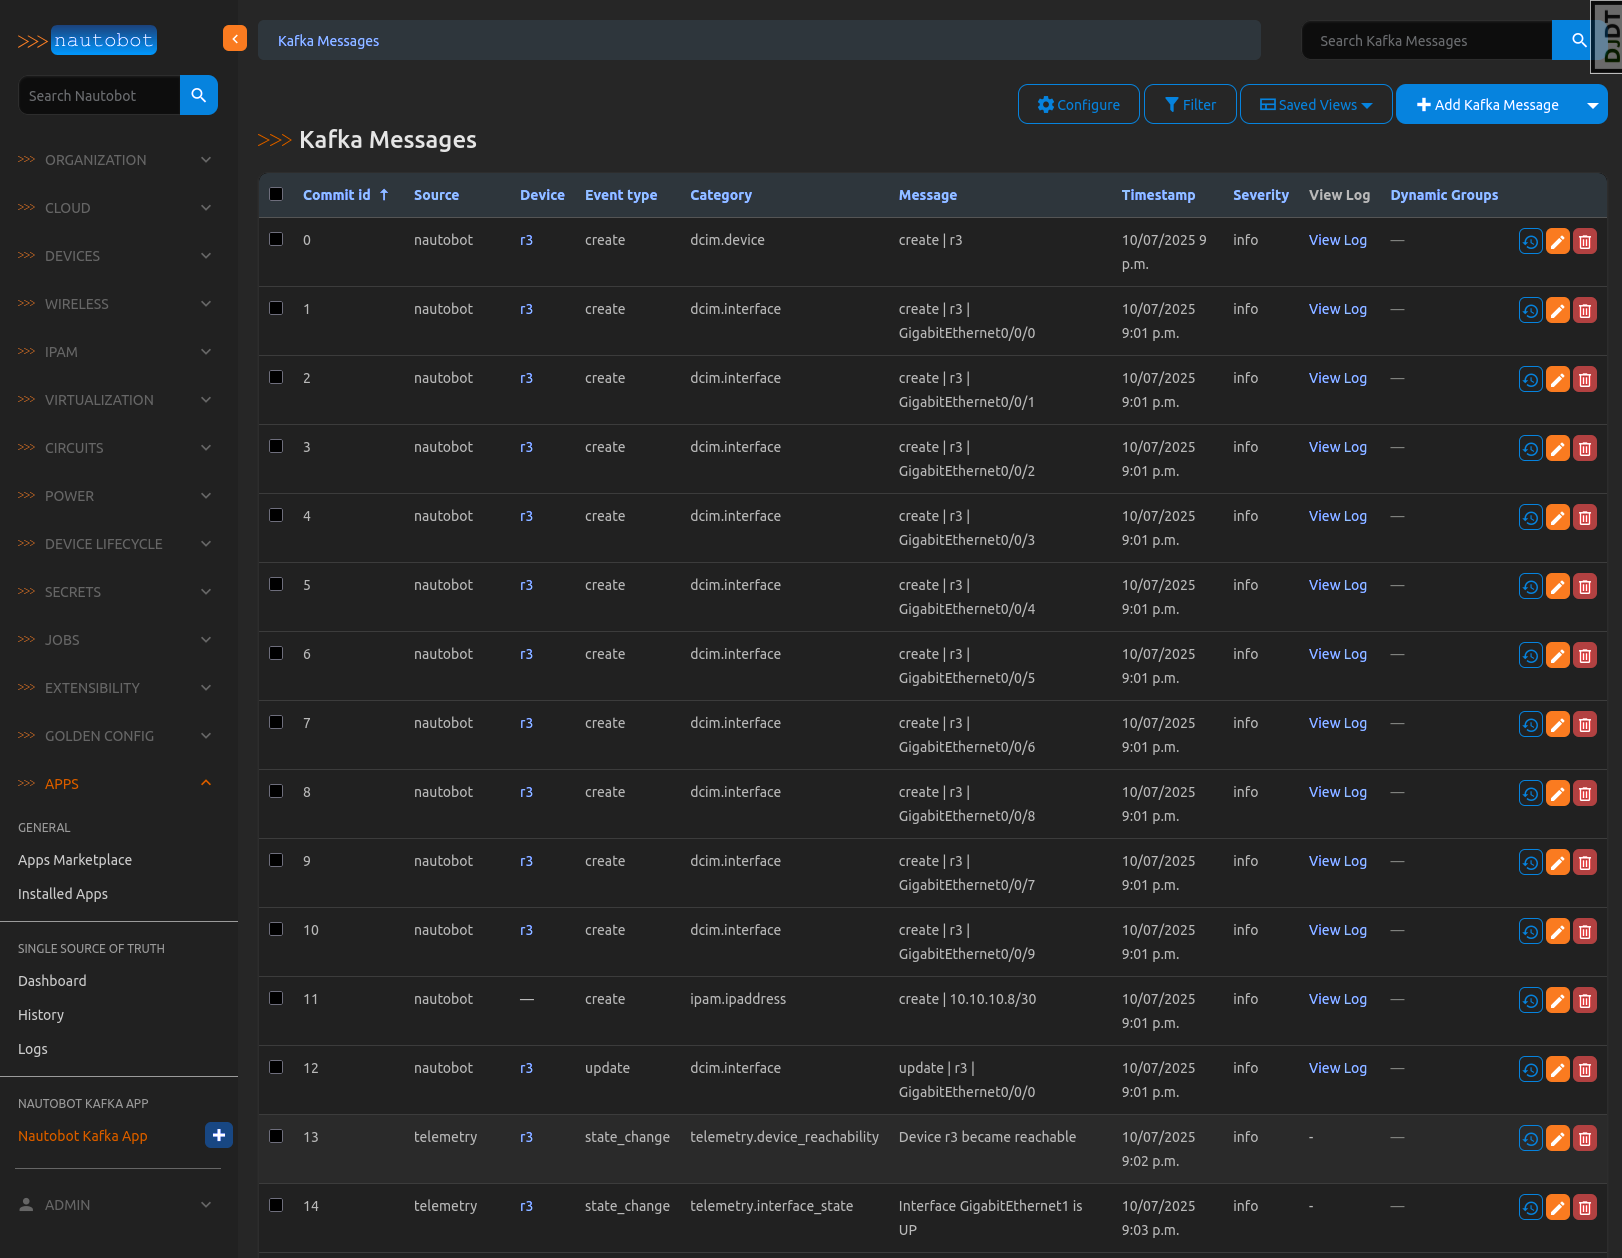 >>> nautobot
Kafka Messages
Search Kafka Messages
DJDT
Search Nautobot
Configure
Filter
Saved Views
Add Kafka Message
>>> Kafka Messages
>>> ORGANIZATION
>>> CLOUD
>>> DEVICES
>>> WIRELESS
>>> IPAM
>>> VIRTUALIZATION
>>> CIRCUITS
>>> POWER
>>> DEVICE LIFECYCLE
>>> SECRETS
>>> JOBS
>>> EXTENSIBILITY
>>> GOLDEN CONFIG
>>> APPS
GENERAL
Apps Marketplace
Installed Apps
SINGLE SOURCE OF TRUTH
Dashboard
History
Logs
NAUTOBOT KAFKA APP
Nautobot Kafka App
ADMIN
Commit id ↑ Source Device Event type Category Message Timestamp Severity View Log Dynamic Groups
0 nautobot r3 create dcim.device create | r3 10/07/2025 9 info View Log —
p.m.
1 nautobot r3 create dcim.interface create | r3 | 10/07/2025 info View Log —
GigabitEthernet0/0/0 9:01 p.m.
2 nautobot r3 create dcim.interface create | r3 | 10/07/2025 info View Log —
GigabitEthernet0/0/1 9:01 p.m.
3 nautobot r3 create dcim.interface create | r3 | 10/07/2025 info View Log —
GigabitEthernet0/0/2 9:01 p.m.
4 nautobot r3 create dcim.interface create | r3 | 10/07/2025 info View Log —
GigabitEthernet0/0/3 9:01 p.m.
5 nautobot r3 create dcim.interface create | r3 | 10/07/2025 info View Log —
GigabitEthernet0/0/4 9:01 p.m.
6 nautobot r3 create dcim.interface create | r3 | 10/07/2025 info View Log —
GigabitEthernet0/0/5 9:01 p.m.
7 nautobot r3 create dcim.interface create | r3 | 10/07/2025 info View Log —
GigabitEthernet0/0/6 9:01 p.m.
8 nautobot r3 create dcim.interface create | r3 | 10/07/2025 info View Log —
GigabitEthernet0/0/8 9:01 p.m.
9 nautobot r3 create dcim.interface create | r3 | 10/07/2025 info View Log —
GigabitEthernet0/0/7 9:01 p.m.
10 nautobot r3 create dcim.interface create | r3 | 10/07/2025 info View Log —
GigabitEthernet0/0/9 9:01 p.m.
11 nautobot — create ipam.ipaddress create | 10.10.10.8/30 10/07/2025 info View Log —
9:01 p.m.
12 nautobot r3 update dcim.interface update | r3 | 10/07/2025 info View Log —
GigabitEthernet0/0/0 9:01 p.m.
13 telemetry r3 state_change telemetry.device_reachability Device r3 became reachable 10/07/2025 info - —
9:02 p.m.
14 telemetry r3 state_change telemetry.interface_state Interface GigabitEthernet1 is 10/07/2025 info - —
UP 9:03 p.m.